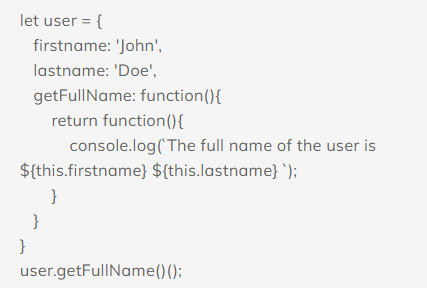 let user = {
firstname: 'John',
lastname: 'Doe',
getFullName: function(){
return function(){
console.log(`The full name of the user is
${this.firstname} ${this.lastname} `);
}
}
}
user.getFullName()();